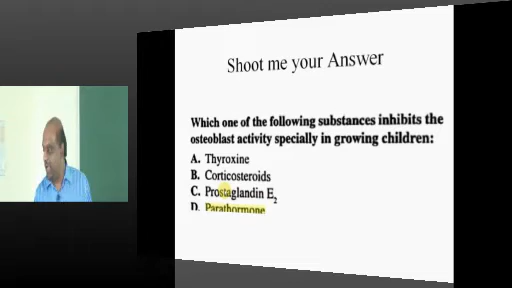 Shoot me your Answer
Which one of the following substances inhibits the
osteoblast activity specially in growing children:
A. Thyroxine
B. Corticosteroids
C. Prostaglandin E2
D. Parathormone